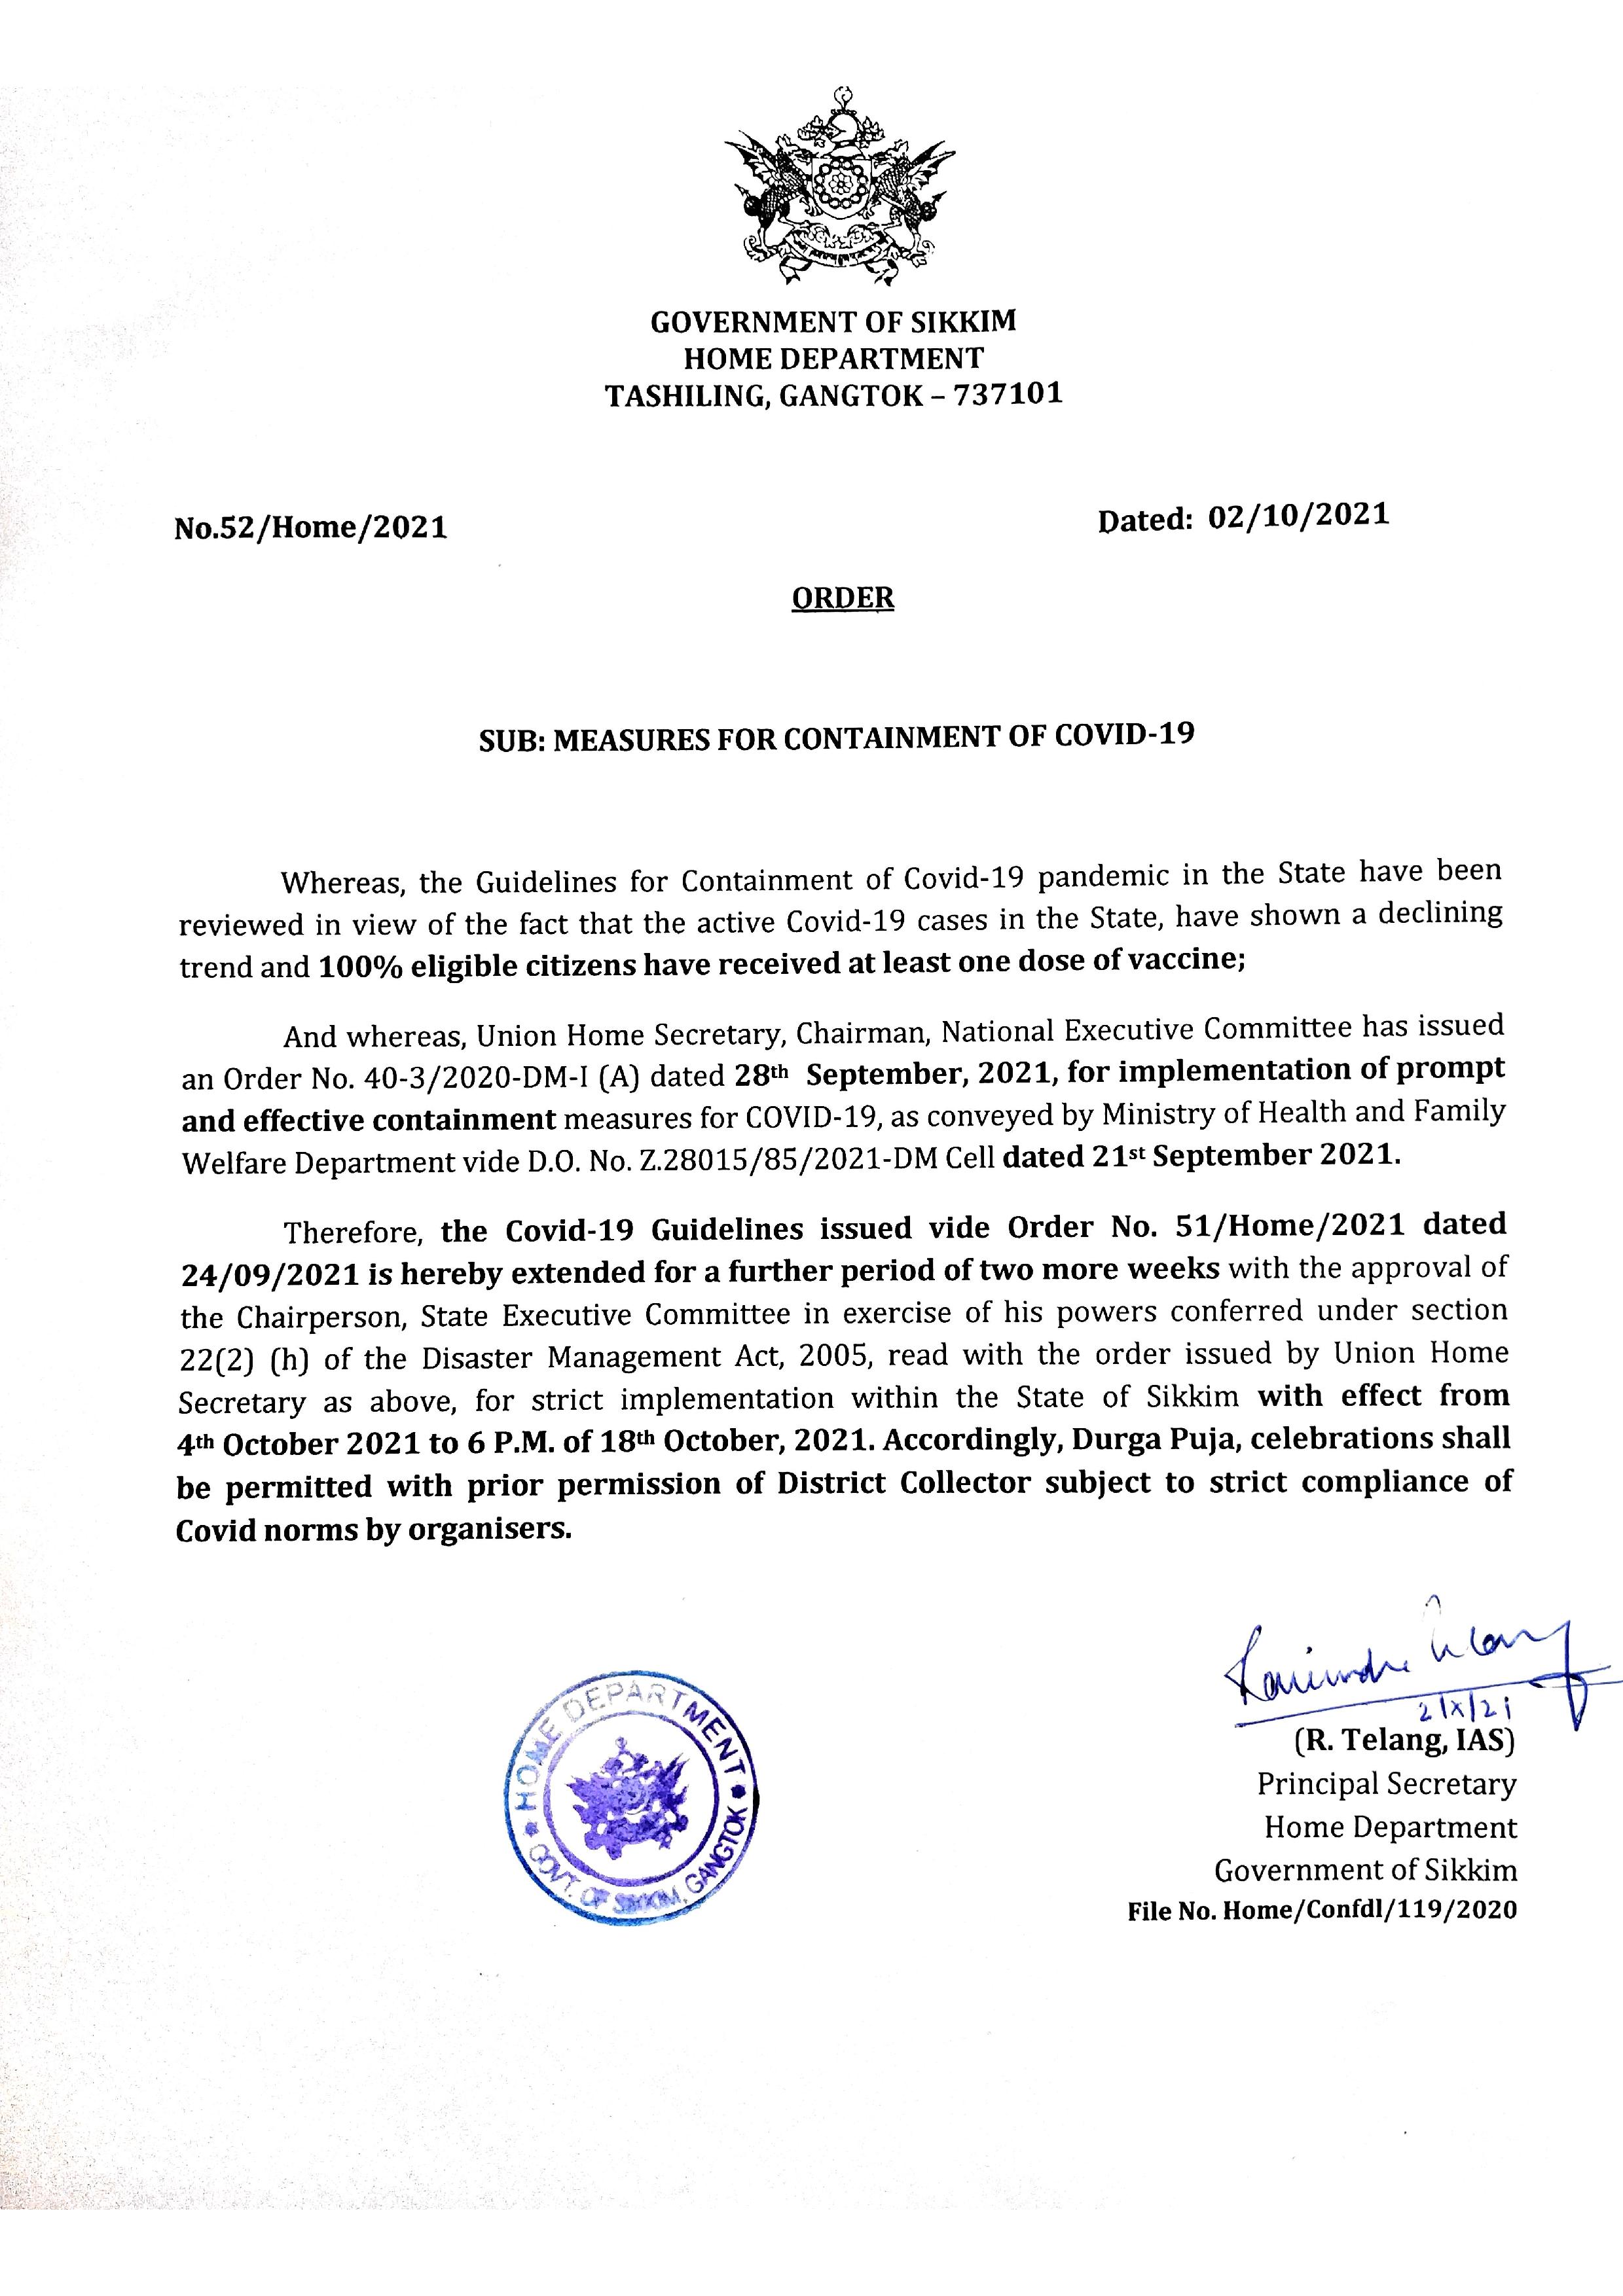 GOVERNMENT OF SIKKIM
HOME DEPARTMENT
TASHILING, GANGTOK – 737101
No.52/Home/2021 Dated: 02/10/2021
ORDER
SUB: MEASURES FOR CONTAINMENT OF COVID-19
Whereas, the Guidelines for Containment of Covid-19 pandemic in the State have been
reviewed in view of the fact that the active Covid-19 cases in the State, have shown a declining
trend and 100% eligible citizens have received at least one dose of vaccine;
And whereas, Union Home Secretary, Chairman, National Executive Committee has issued
an Order No. 40-3/2020-DM-I (A) dated 28th September, 2021, for implementation of prompt
and effective containment measures for COVID-19, as conveyed by Ministry of Health and Family
Welfare Department vide D.O. No. Z.28015/85/2021-DM Cell dated 21st September 2021.
Therefore, the Covid-19 Guidelines issued vide Order No. 51/Home/2021 dated
24/09/2021 is hereby extended for a further period of two more weeks with the approval of
the Chairperson, State Executive Committee in exercise of his powers conferred under section
22(2) (h) of the Disaster Management Act, 2005, read with the order issued by Union Home
Secretary as above, for strict implementation within the State of Sikkim with effect from
4th October 2021 to 6 P.M. of 18th October, 2021. Accordingly, Durga Puja, celebrations shall
be permitted with prior permission of District Collector subject to strict compliance of
Covid norms by organisers.
2/X/21
(R. Telang, IAS)
Principal Secretary
Home Department
Government of Sikkim
File No. Home/Confdl/119/2020
HOME DEPARTMENT
GOVT. OF SIKKIM, GANGTOK